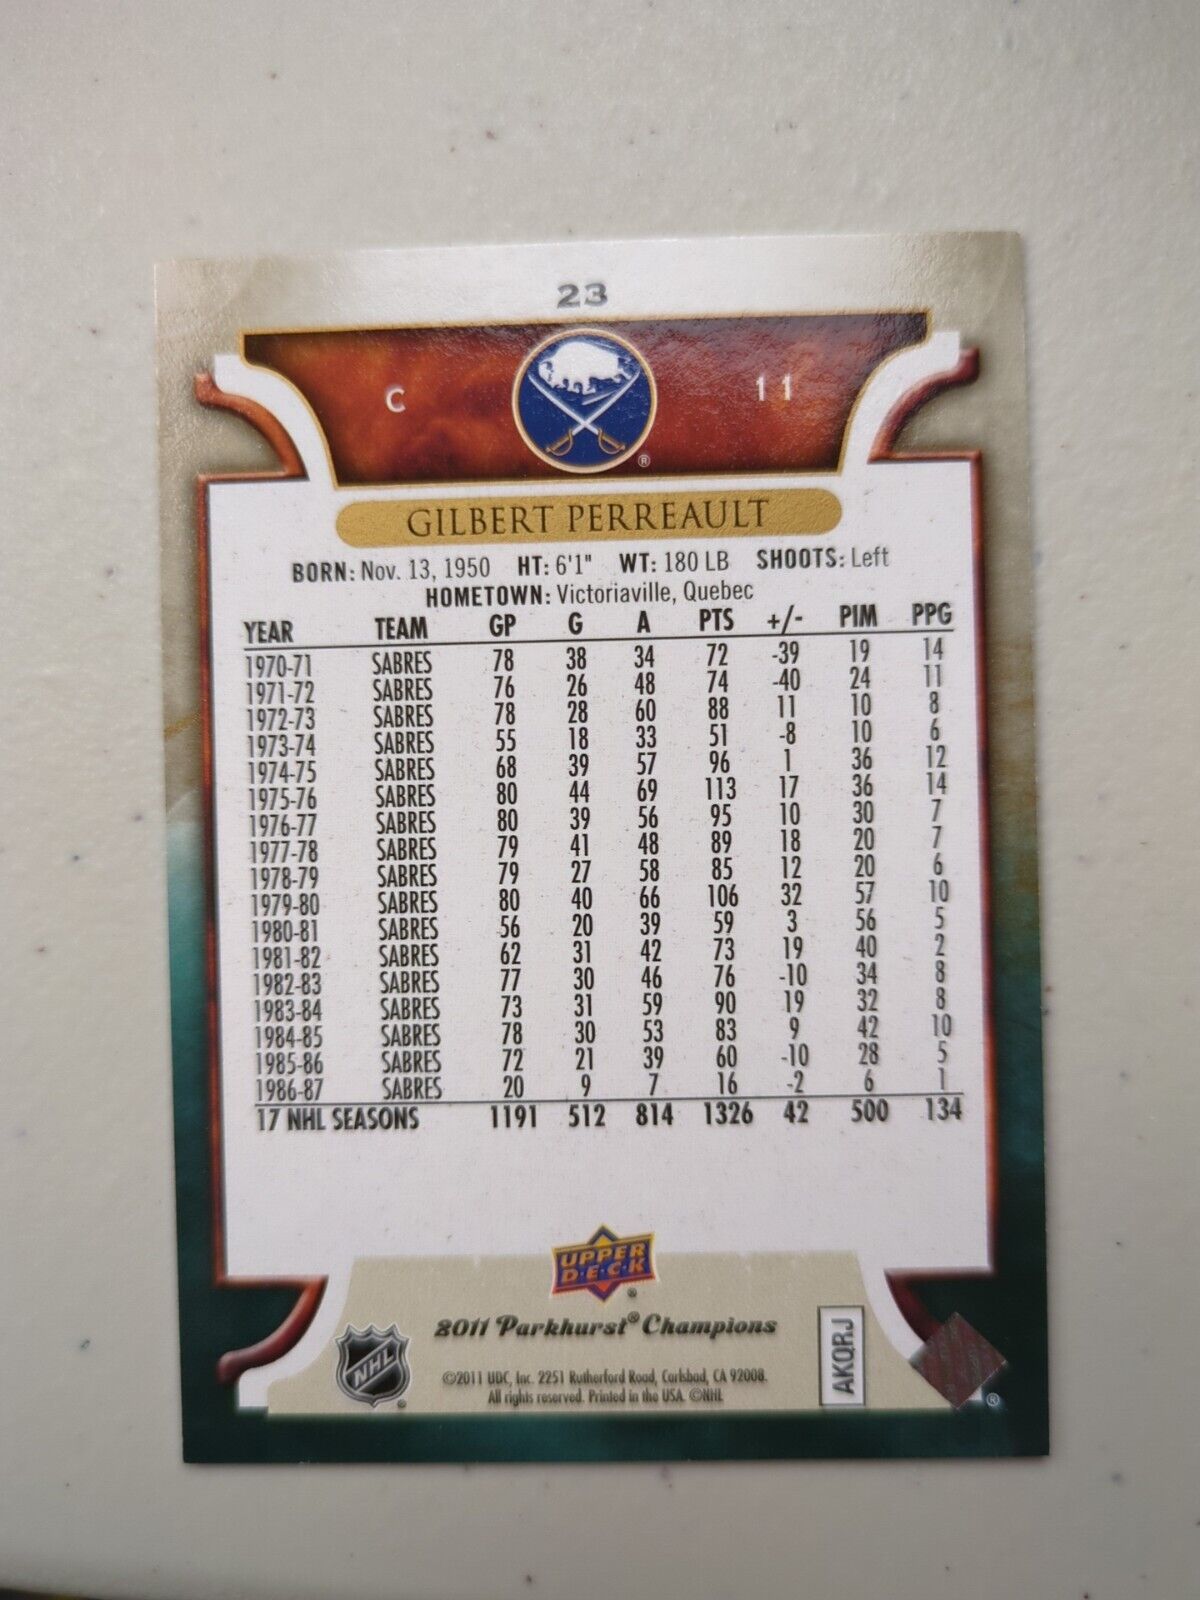 23
C 11
®
GILBERT PERREAULT
BORN: Nov. 13, 1950 HT: 6'1" WT: 180 LB SHOOTS: Left
HOMETOWN: Victoriaville, Quebec
YEAR TEAM GP G A PTS +/- PIM PPG
1970-71 SABRES 78 38 34 72 -39 19 14
1971-72 SABRES 76 26 48 74 -40 24 11
1972-73 SABRES 78 28 60 88 11 10 8
1973-74 SABRES 55 18 33 51 -8 10 6
1974-75 SABRES 68 39 57 96 1 36 12
1975-76 SABRES 80 44 69 113 17 36 14
1976-77 SABRES 80 39 56 95 10 30 7
1977-78 SABRES 79 41 48 89 18 20 7
1978-79 SABRES 79 27 58 85 12 20 6
1979-80 SABRES 80 40 66 106 32 57 10
1980-81 SABRES 56 20 39 59 3 56 5
1981-82 SABRES 62 31 42 73 19 40 2
1982-83 SABRES 77 30 46 76 -10 34 8
1983-84 SABRES 73 31 59 90 19 32 8
1984-85 SABRES 78 30 53 83 9 42 10
1985-86 SABRES 72 21 39 60 -10 28 5
1986-87 SABRES 20 9 7 16 -2 6 1
17 NHL SEASONS 1191 512 814 1326 42 500 134
UPPER
DECK
®
2011 Parkhurst® Champions
©2011 UDC, Inc. 2251 Rutherford Road, Carlsbad, CA 92008.
All rights reserved. Printed in the USA. ©NHL
NHL
®
AKQRJ
®